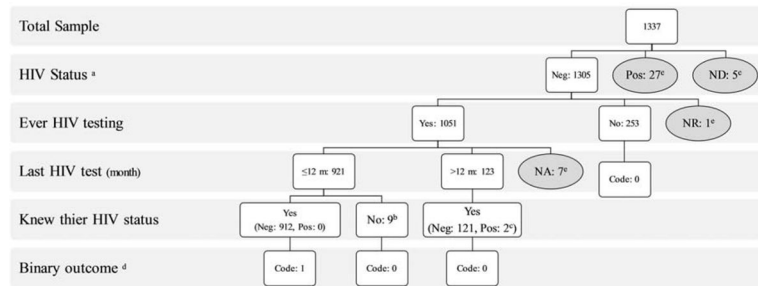 Total Sample
1337
HIV Status ᵃ
Neg: 1305
Pos: 27ᵉ
ND: 5ᵉ
Ever HIV testing
Yes: 1051
No: 253
NR: 1ᵉ
Last HIV test (month)
≤12 m: 921
>12 m: 123
NA: 7ᵉ
Code: 0
Knew thier HIV status
Yes
(Neg: 912, Pos: 0)
No: 9ᵇ
Yes
(Neg: 121, Pos: 2ᶜ)
Binary outcome ᵈ
Code: 1
Code: 0
Code: 0